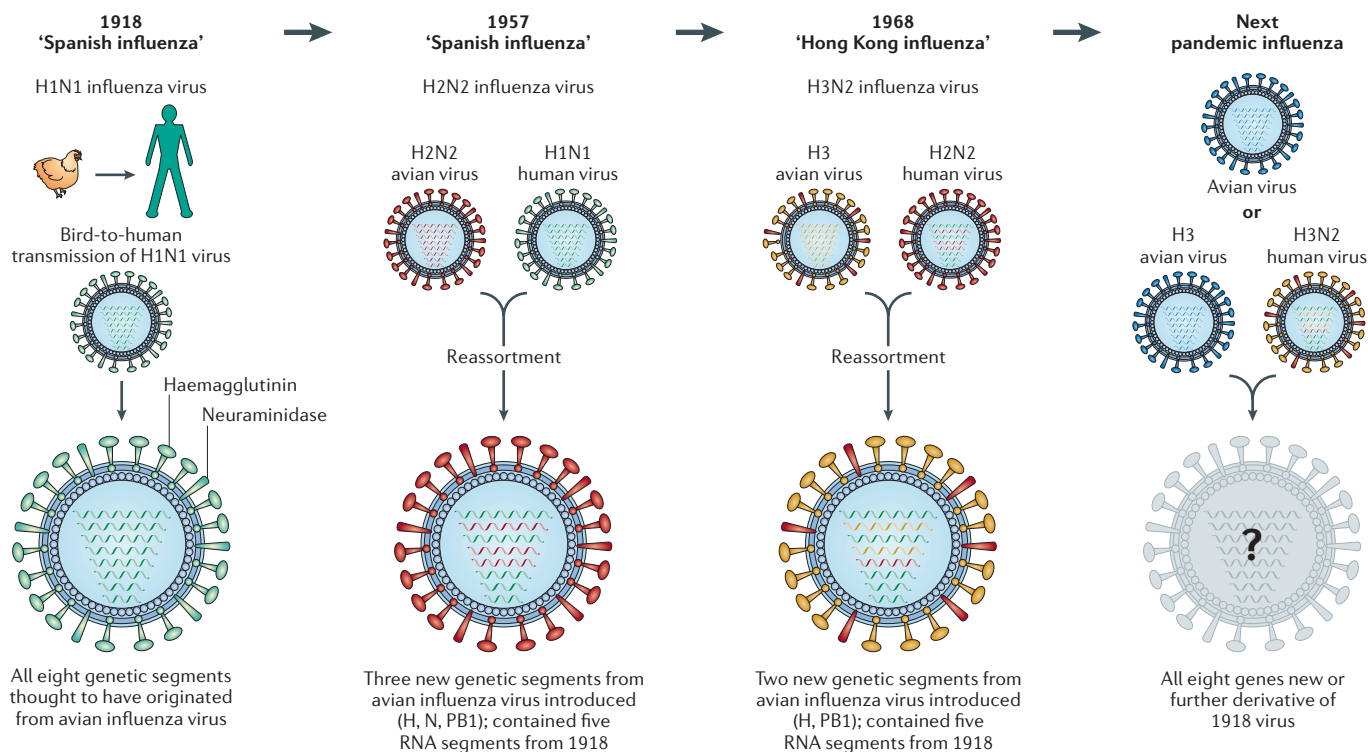 1918
‘Spanish influenza’
H1N1 influenza virus
Bird-to-human
transmission of H1N1 virus
Haemagglutinin
Neuraminidase
All eight genetic segments
thought to have originated
from avian influenza virus
1957
‘Spanish influenza’
H2N2 influenza virus
H2N2
avian virus
H1N1
human virus
Reassortment
Three new genetic segments from
avian influenza virus introduced
(H, N, PB1); contained five
RNA segments from 1918
1968
‘Hong Kong influenza’
H3N2 influenza virus
H3
avian virus
H2N2
human virus
Reassortment
Two new genetic segments from
avian influenza virus introduced
(H, PB1); contained five
RNA segments from 1918
Next
pandemic influenza
Avian virus
or
H3
avian virus
H3N2
human virus
?
All eight genes new or
further derivative of
1918 virus